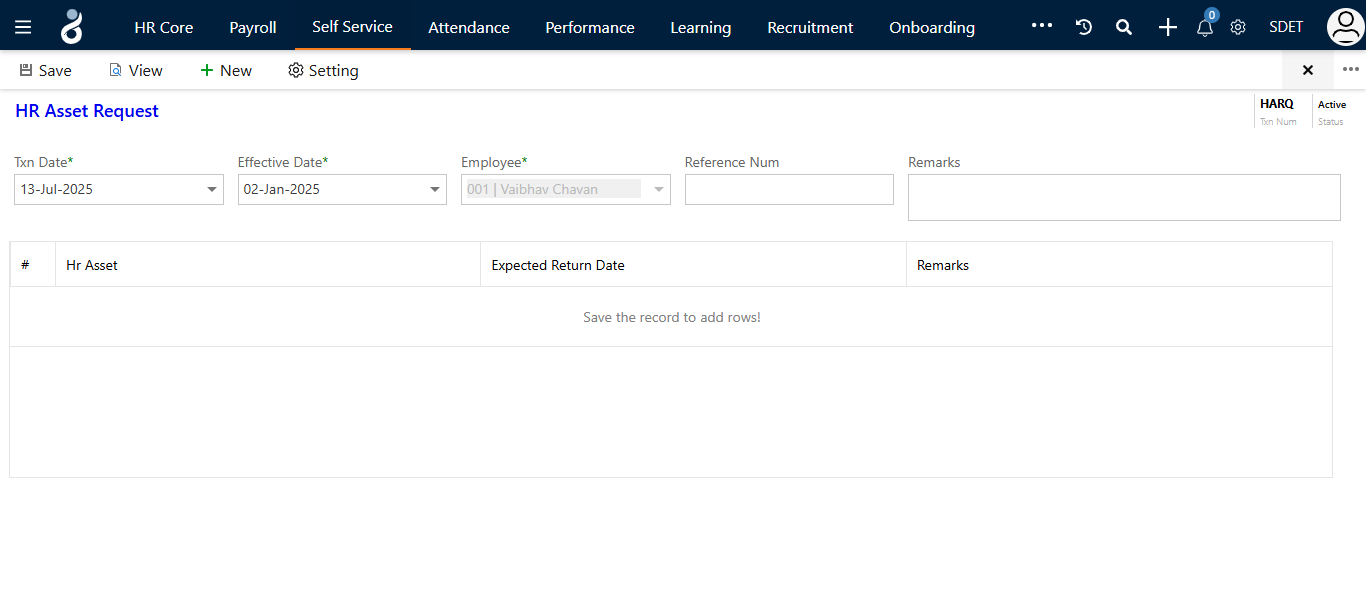 HR Core Payroll Self Service Attendance Performance Learning Recruitment Onboarding 0 SDET
Save View New Setting
HR Asset Request
HARQ Active
Txn Num Status
Txn Date* Effective Date* Employee* Reference Num Remarks
13-Jul-2025 02-Jan-2025 001 | Vaibhav Chavan
# Hr Asset Expected Return Date Remarks
Save the record to add rows!